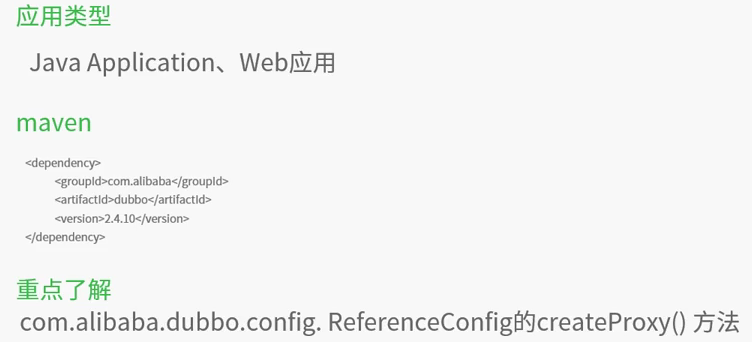 应用类型
Java Application、Web应用
maven
<dependency>
<groupId>com.alibaba</groupId>
<artifactId>dubbo</artifactId>
<version>2.4.10</version>
</dependency>
重点了解
com.alibaba.dubbo.config. ReferenceConfig的createProxy() 方法